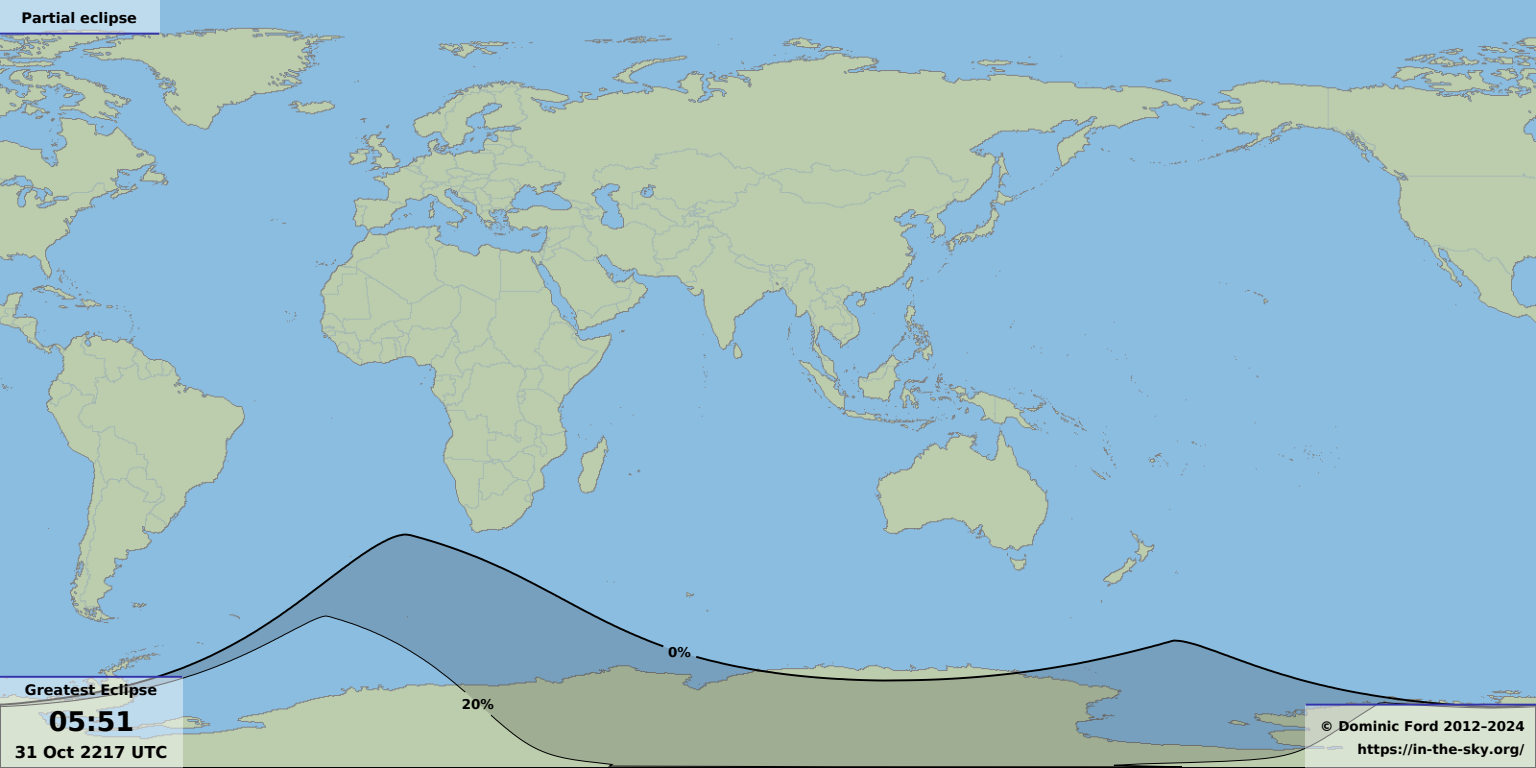 Partial eclipse
0%
20%
Greatest Eclipse
05:51
31 Oct 2217 UTC
© Dominic Ford 2012–2024
https://in-the-sky.org/